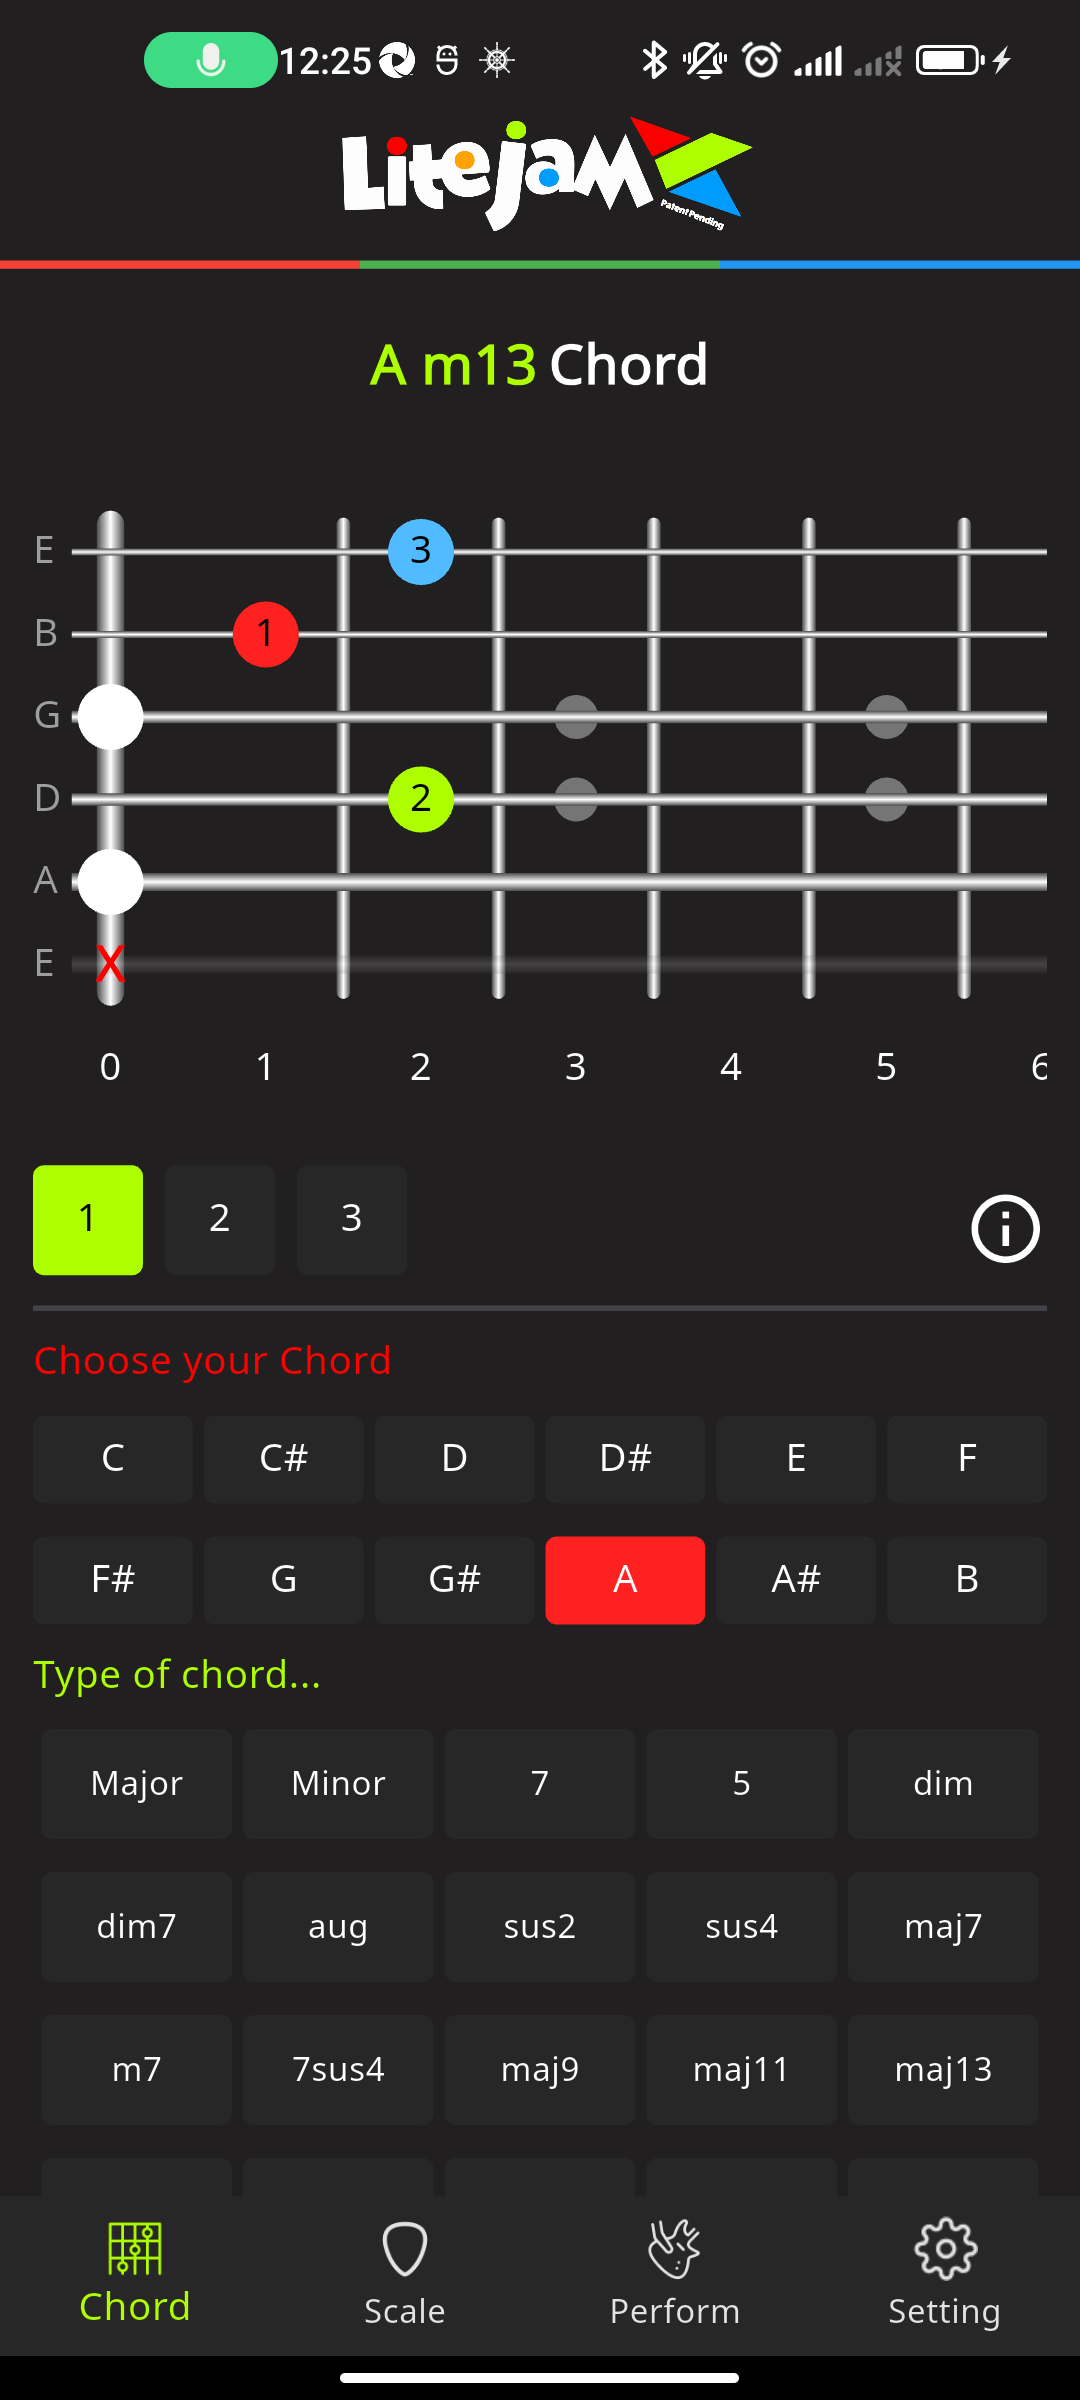 12:25
Litejam
Patent Pending
A m13 Chord
E
3
B
1
G
D
2
A
E X
0 1 2 3 4 5 6
1 2 3
Choose your Chord
C C# D D# E F
F# G G# A A# B
Type of chord...
Major Minor 7 5 dim
dim7 aug sus2 sus4 maj7
m7 7sus4 maj9 maj11 maj13
Chord Scale Perform Setting